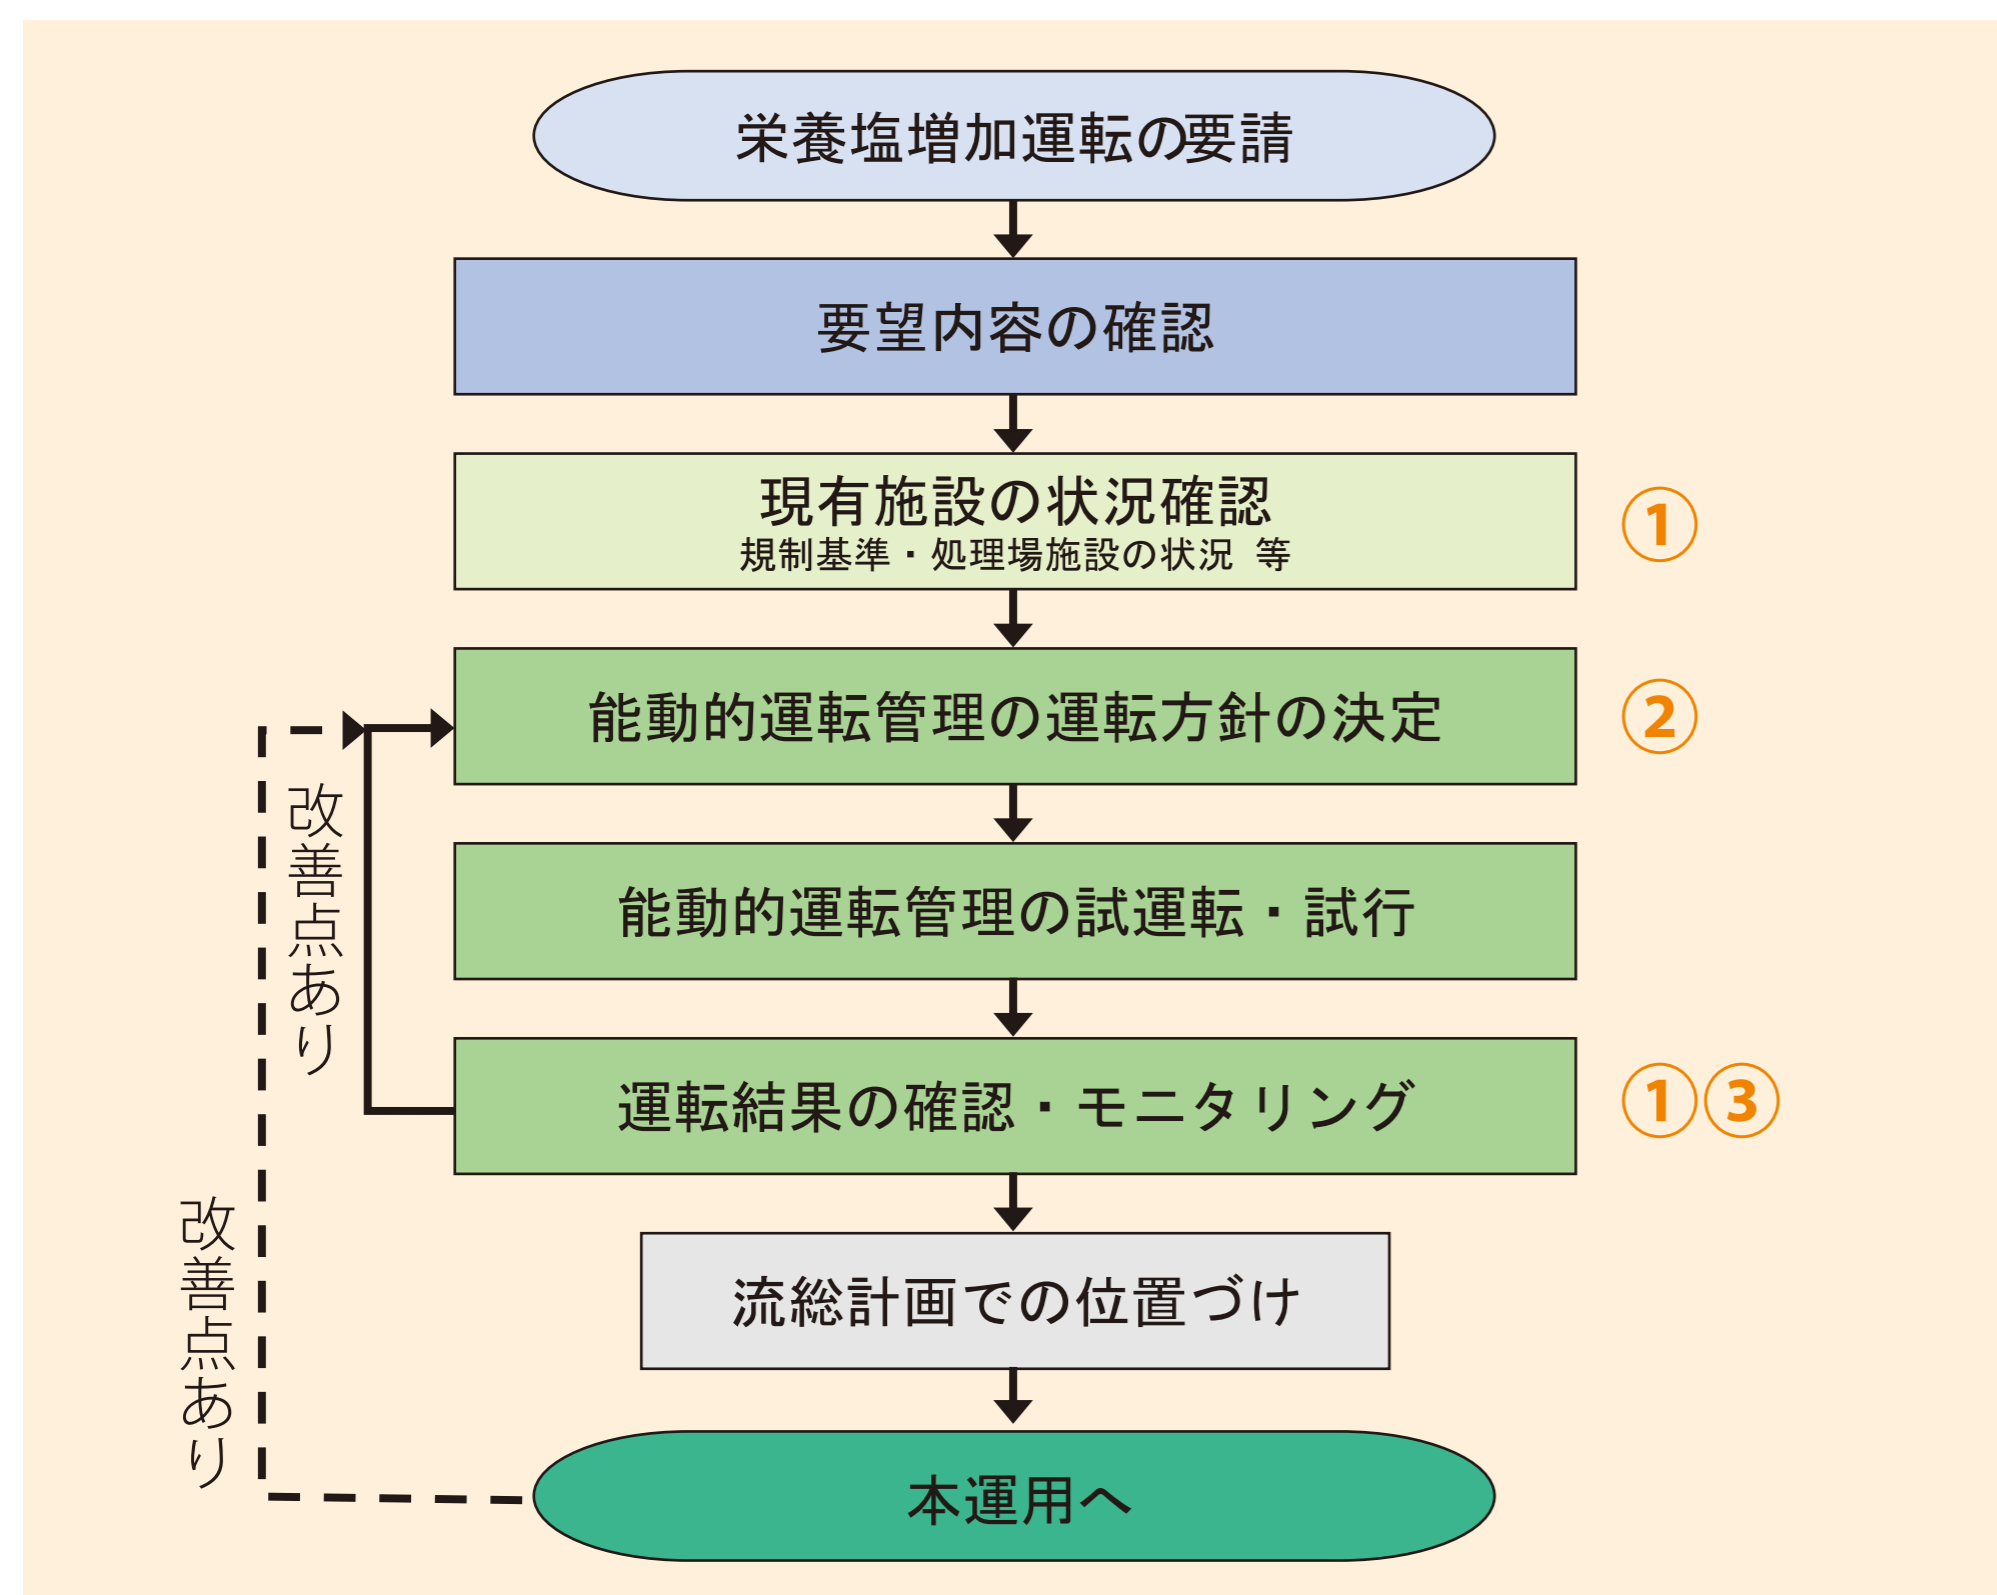 栄養塩増加運転の要請
要望内容の確認
現有施設の状況確認
規制基準・処理場施設の状況 等
①
能動的運転管理の運転方針の決定
②
改善点あり
能動的運転管理の試運転・試行
運転結果の確認・モニタリング
①③
改善点あり
流総計画での位置づけ
本運用へ